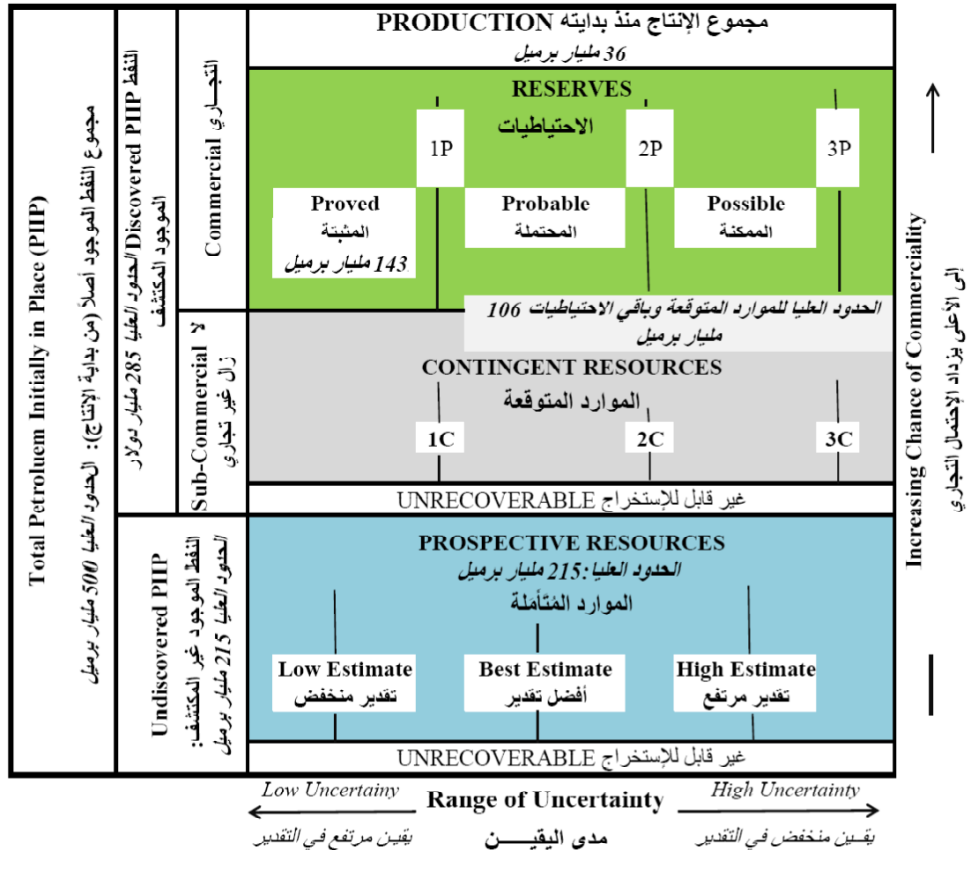 مجموع الإنتاج منذ بدايته PRODUCTION
36 مليار برميل
RESERVES
الاحتياطيات
1P
2P
3P
Proved
المثبتة
143 مليار برميل
Probable
المحتملة
Possible
الممكنة
الحدود العليا للموارد المتوقعة وباقي الاحتياطيات 106
مليار برميل
CONTINGENT RESOURCES
الموارد المتوقعة
1C
2C
3C
غير قابل للإستخراج UNRECOVERABLE
PROSPECTIVE RESOURCES
الحدود العليا: 215 مليار برميل
الموارد المُتأمَلة
Low Estimate
تقدير منخفض
Best Estimate
أفضل تقدير
High Estimate
تقدير مرتفع
غير قابل للإستخراج UNRECOVERABLE
Total Petroluem Initially in Place (PIIP)
مجموع النفط الموجود أصلاً (من بداية الإنتاج): الحدود العليا 500 مليار برميل
النفط Discovered PIIP الحدود العليا 285 مليار دولار
الموجود المكتشف
Commercial التجـاري
Sub-Commercial لا
زال غير تجاري
Undiscovered PIIP
النفط الموجود غير المكتشف:
الحدود العليا 215 مليار برميل
Increasing Chance of Commerciality
إلى الأعلى يزداد الإحتمال التجاري
Low Uncertainy
Range of Uncertainty
High Uncertainty
يقين مرتفع في التقدير
مدى اليقيـــن
يقـين منخفض في التقدير